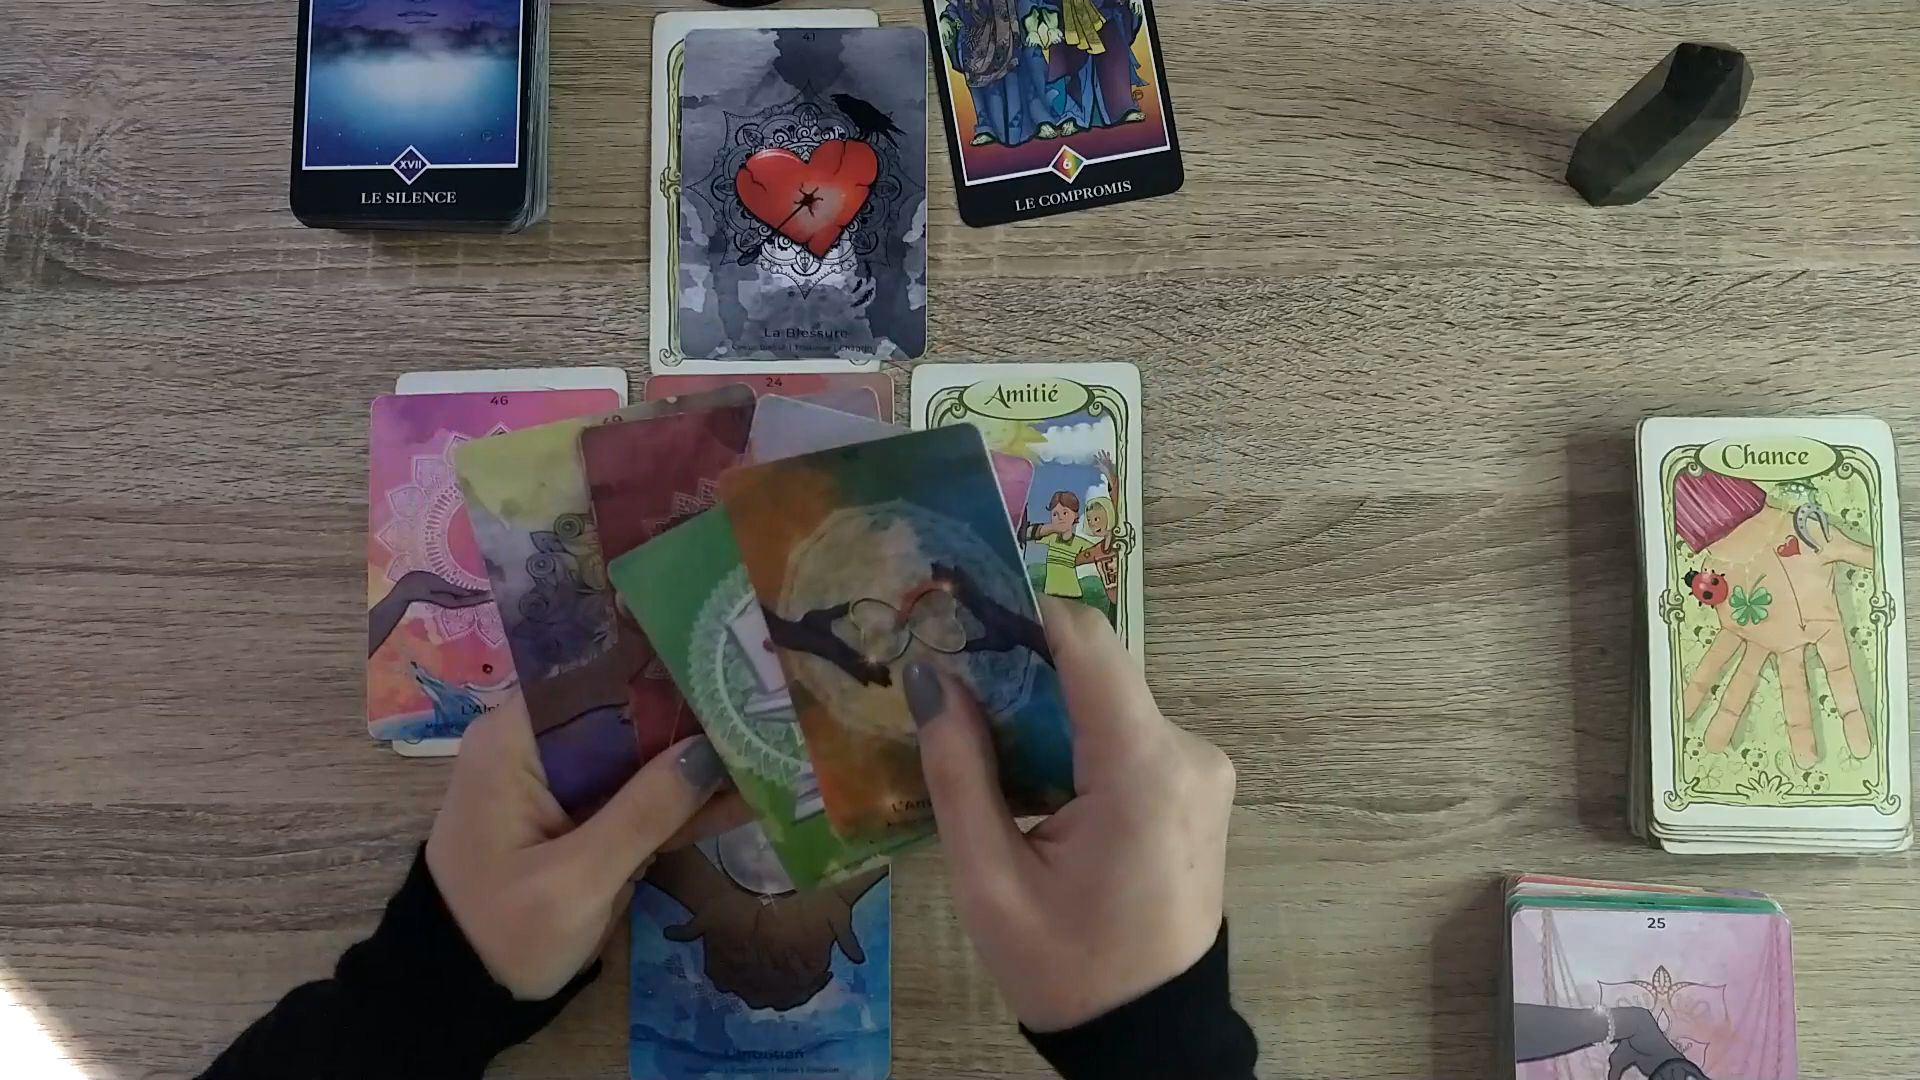 XVII
LE SILENCE
41
La Blessure
6
LE COMPROMIS
46
24
Amitié
Chance
25
L'Intuition